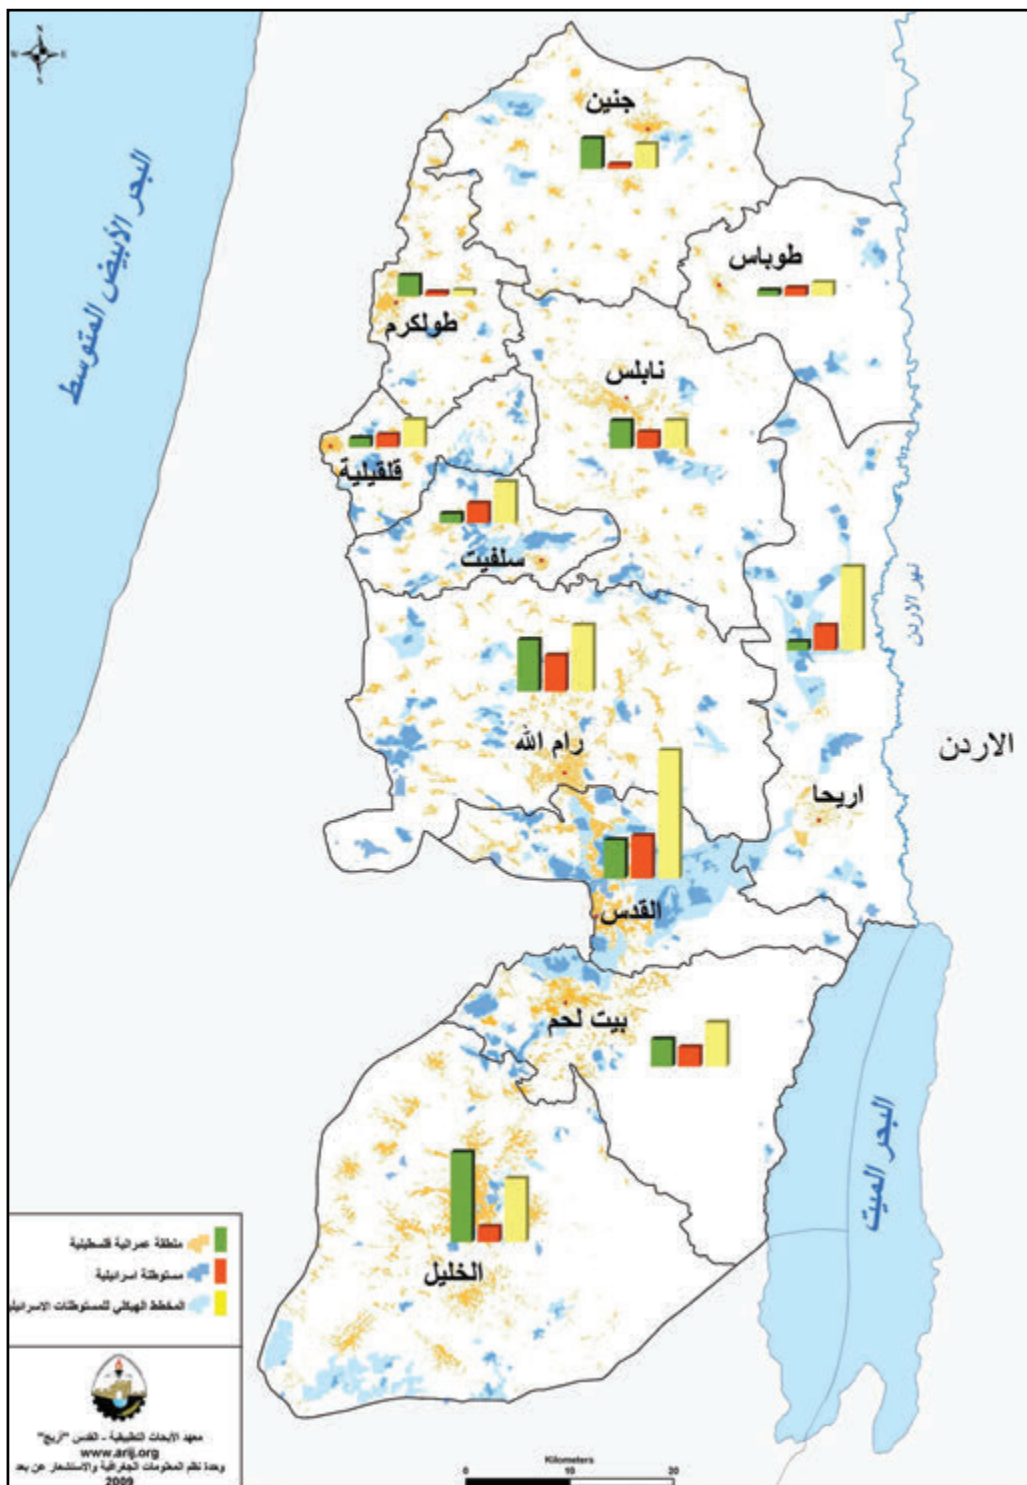 N
W
E
S
البحر الأبيض المتوسط
جنين
طوباس
طولكرم
نابلس
قلقيلية
سلفيت
نهر الاردن
رام الله
الاردن
اريحا
القدس
بيت لحم
البحر الميت
الخليل
منطقة عمرانية فلسطينية
مستوطنة اسرائيلية
المخطط الهيكلي للمستوطنات الاسرائيلي
معهد الأبحاث التطبيقية - القدس "أريج"
www.arij.org
وحدة نظم المعلومات الجغرافية والاستشعار عن بعد
2009
Kilometers
0 10 20